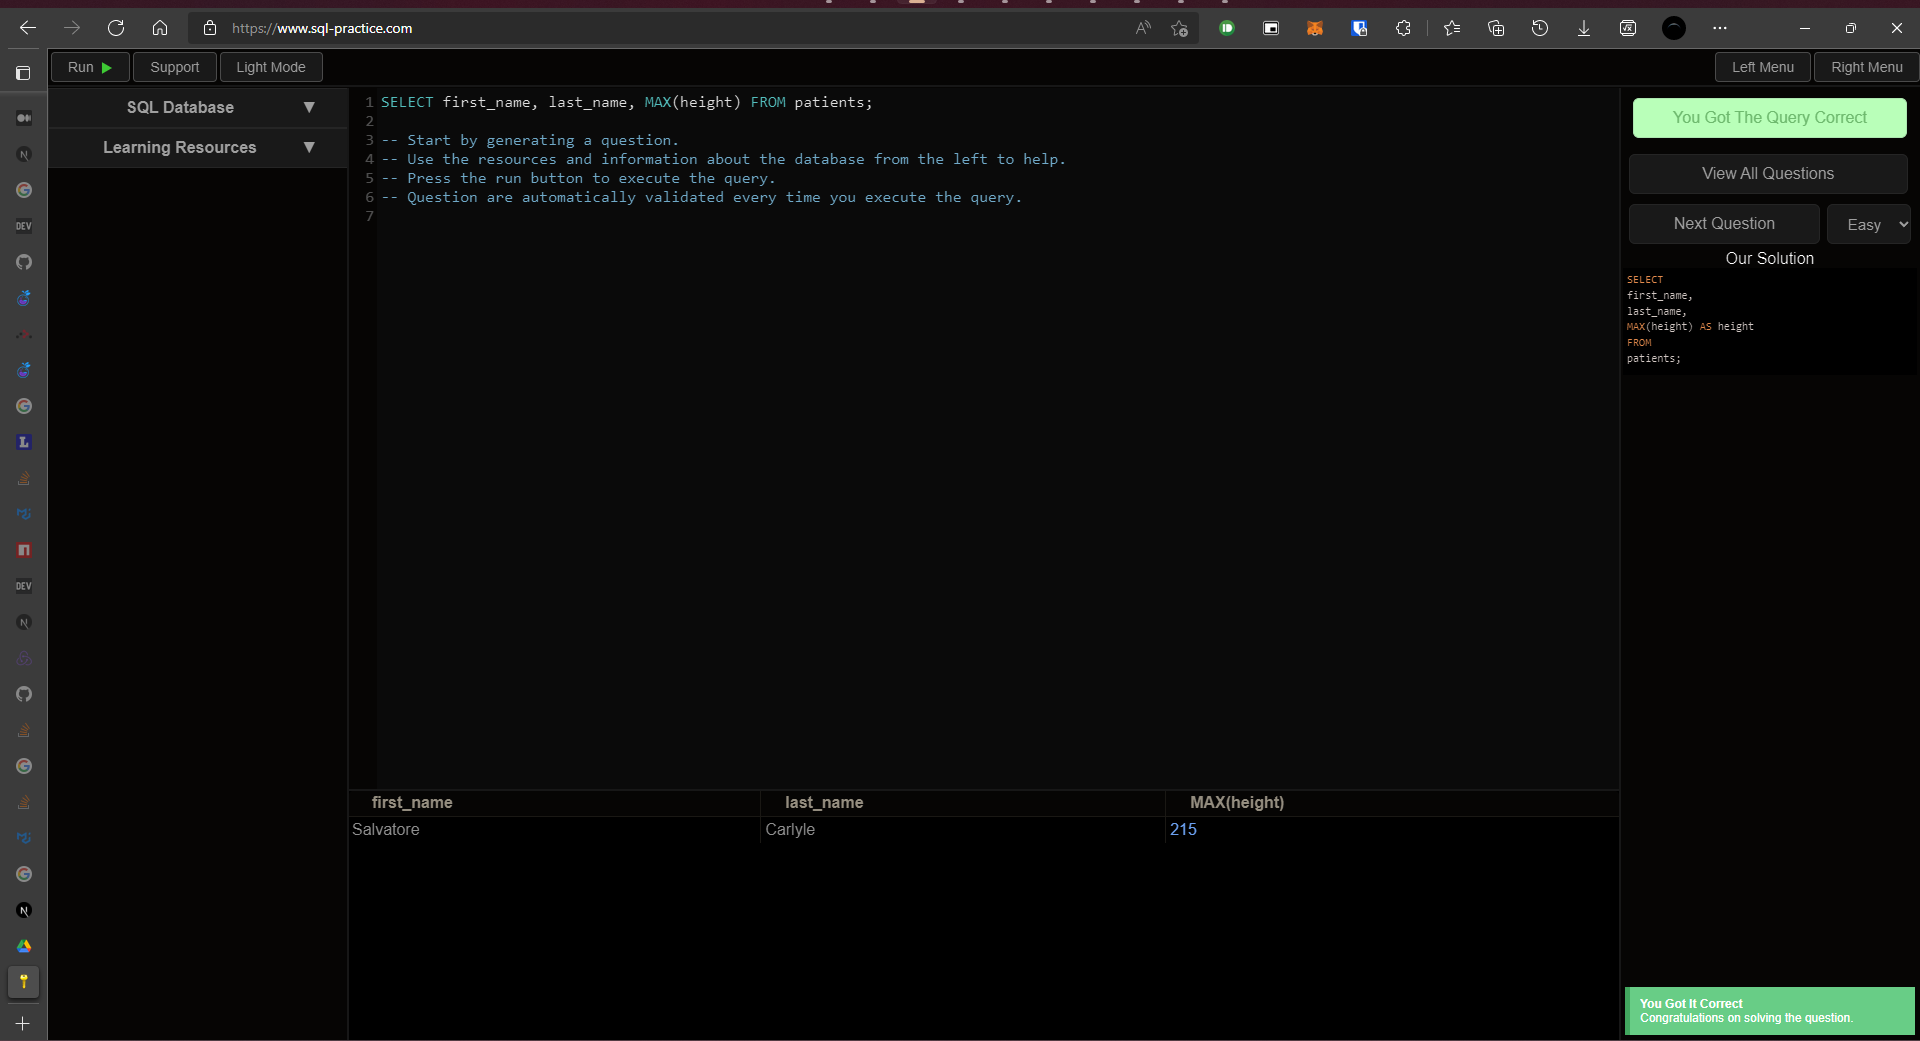 https://www.sql-practice.com
Run
Support
Light Mode
Left Menu
Right Menu
SQL Database
Learning Resources
1 SELECT first_name, last_name, MAX(height) FROM patients;
2
3 -- Start by generating a question.
4 -- Use the resources and information about the database from the left to help.
5 -- Press the run button to execute the query.
6 -- Question are automatically validated every time you execute the query.
7
first_name last_name MAX(height)
Salvatore Carlyle 215
You Got The Query Correct
View All Questions
Next Question
Easy
Our Solution
SELECT
first_name,
last_name,
MAX(height) AS height
FROM
patients;
You Got It Correct
Congratulations on solving the question.
DEV
L
DEV